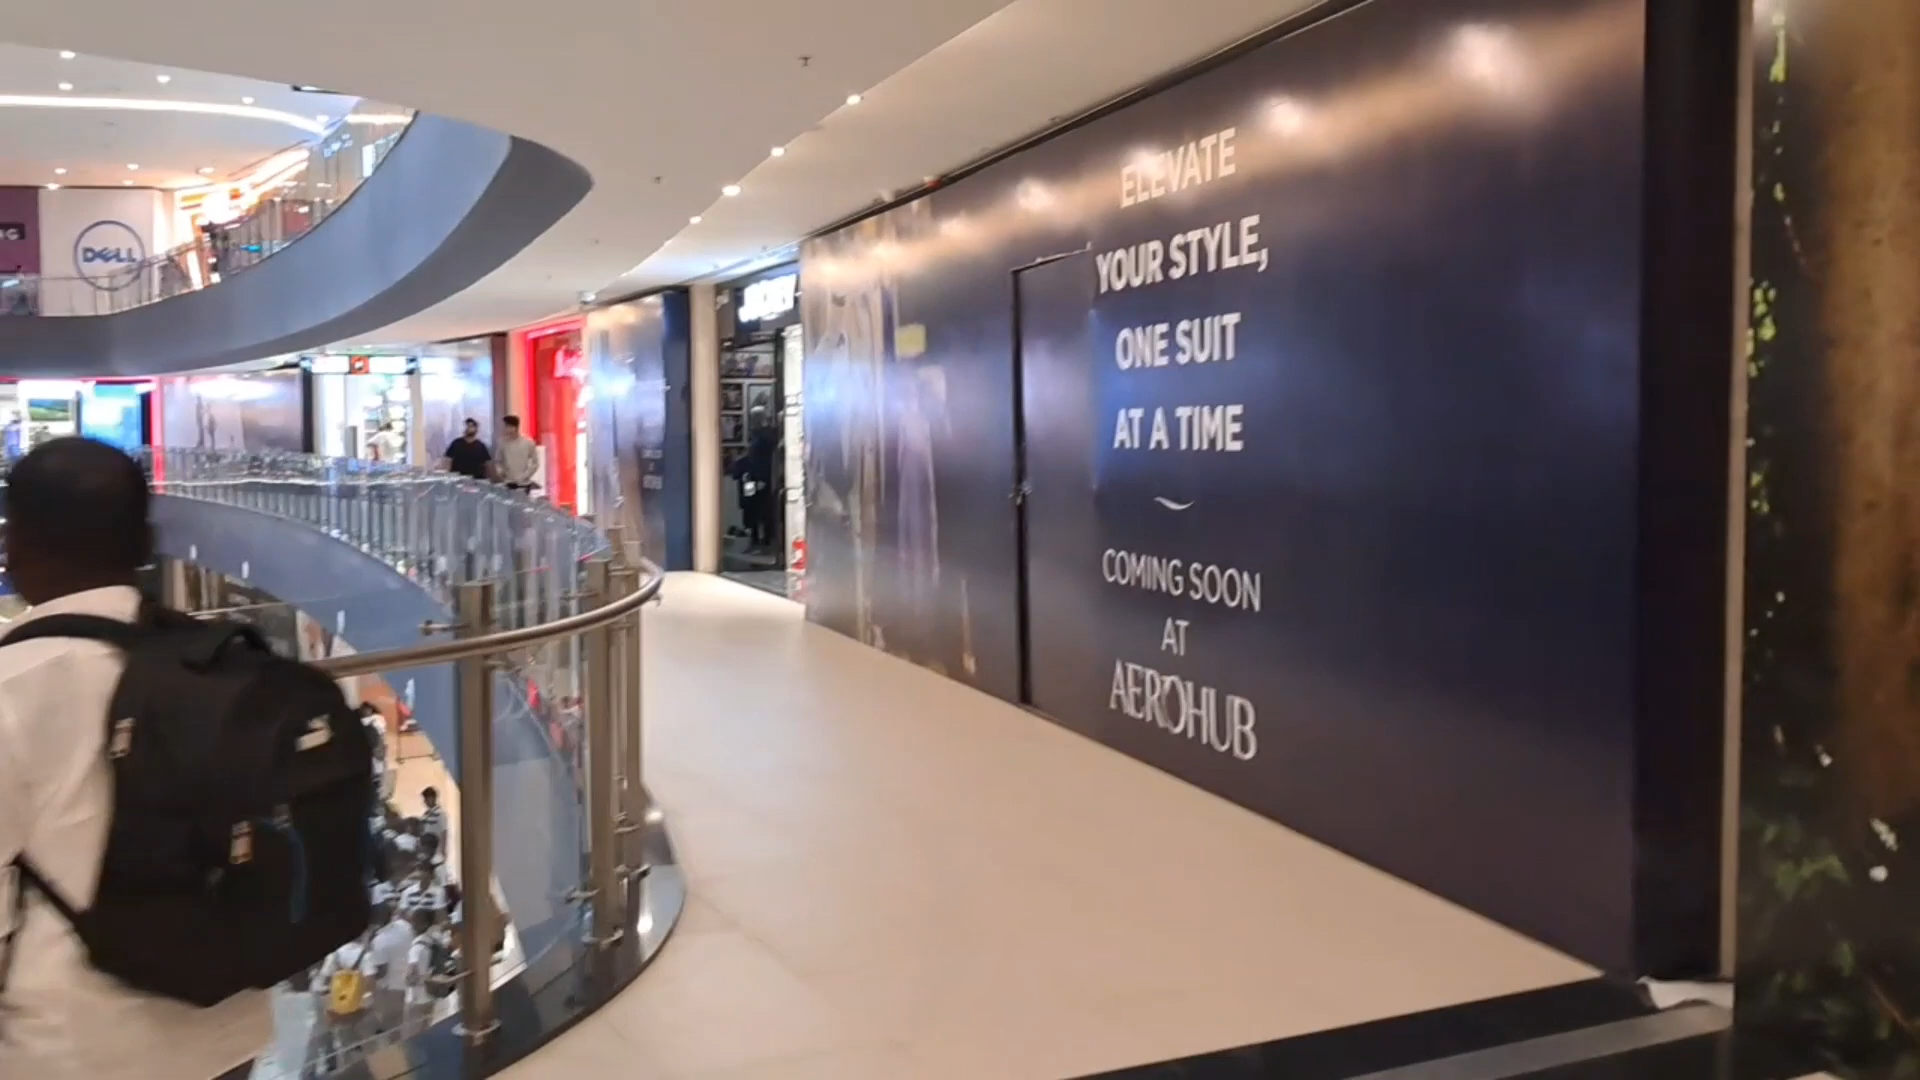 DELL
ELEVATE
YOUR STYLE,
ONE SUIT
AT A TIME
COMING SOON
AT
AEROHUB